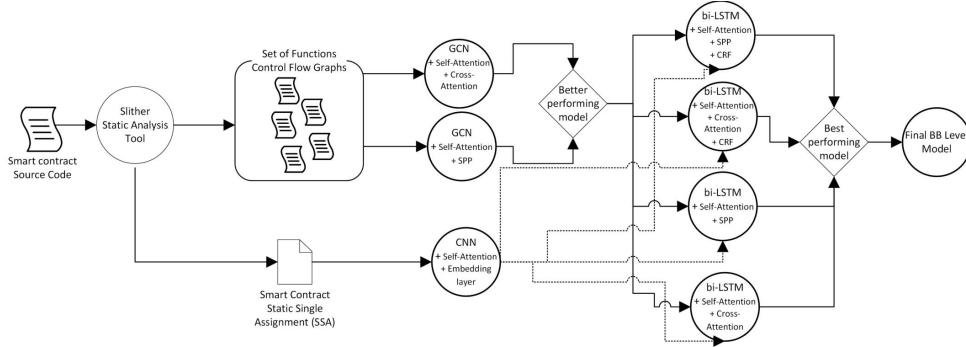 Smart contract
Source Code
Slither
Static Analysis
Tool
Set of Functions
Control Flow Graphs
GCN
+ Self-Attention
+ Cross-
Attention
GCN
+ Self-Attention
+ SPP
Smart Contract
Static Single
Assignment (SSA)
CNN
+ Self-Attention
+ Embedding
layer
Better
performing
model
bi-LSTM
+ Self-Attention
+ SPP
+ CRF
bi-LSTM
+ Self-Attention
+ Cross-
Attention
+ CRF
bi-LSTM
+ Self-Attention
+ SPP
bi-LSTM
+ Self-Attention
+ Cross-
Attention
Best
performing
model
Final BB Level
Model